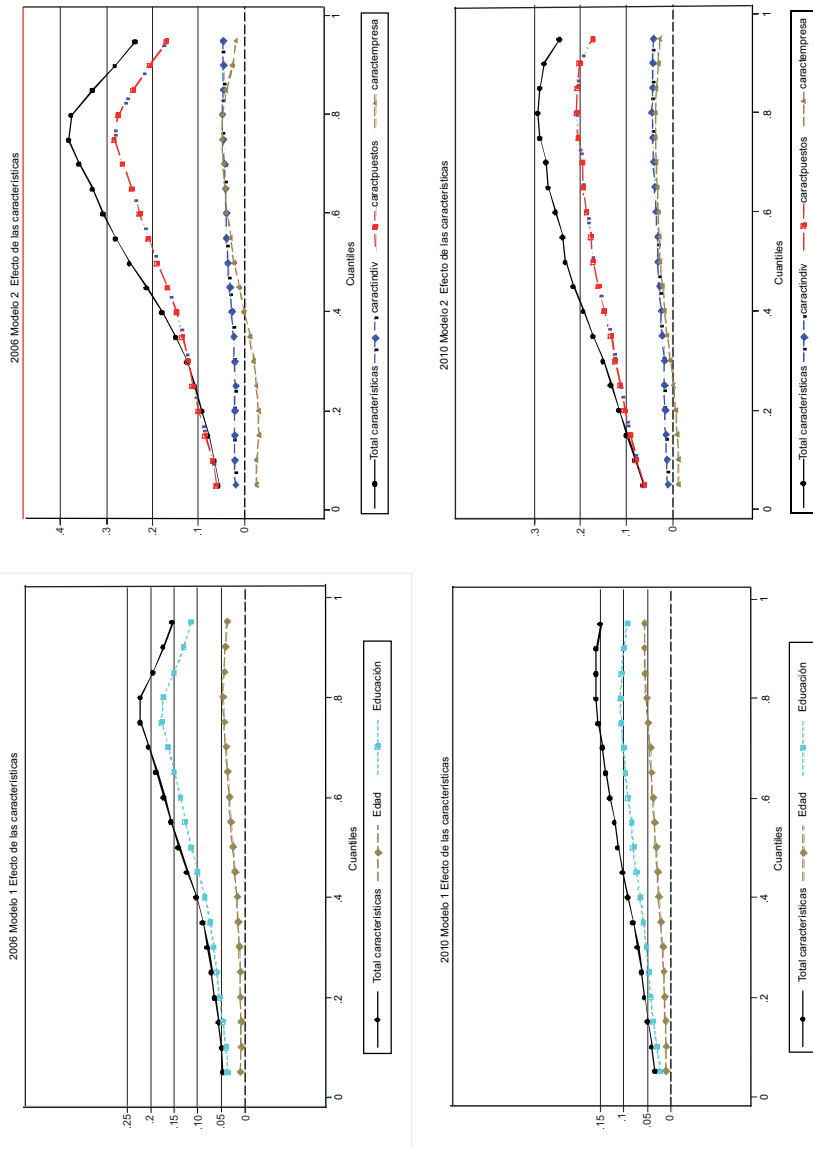 2006 Modelo 1 Efecto de las características
.25
.2
.15
.10
.05
0
0 .2 .4 .6 .8 1
Cuantiles
Total características Edad Educación
2006 Modelo 2 Efecto de las características
.4
.3
.2
.1
0
0 .2 .4 .6 .8 1
Cuantiles
Total características caractindiv caractpuestos caractempresa
2010 Modelo 1 Efecto de las características
.15
.1
.05
0
0 .2 .4 .6 .8 1
Cuantiles
Total características Edad Educación
2010 Modelo 2 Efecto de las características
.3
.2
.1
0
0 .2 .4 .6 .8 1
Cuantiles
Total características caractindiv caractpuestos caractempresa